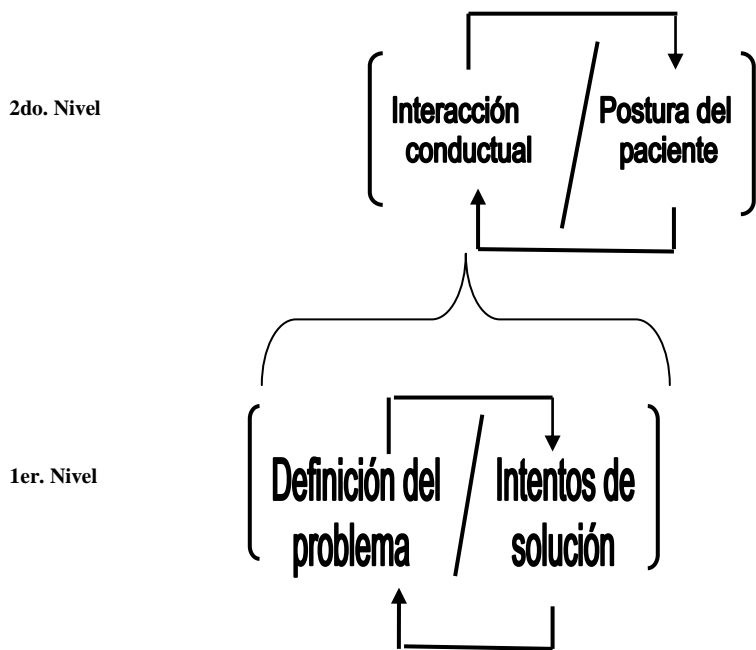 2do. Nivel
Interacción
conductual
Postura del
paciente
1er. Nivel
Definición del
problema
Intentos de
solución